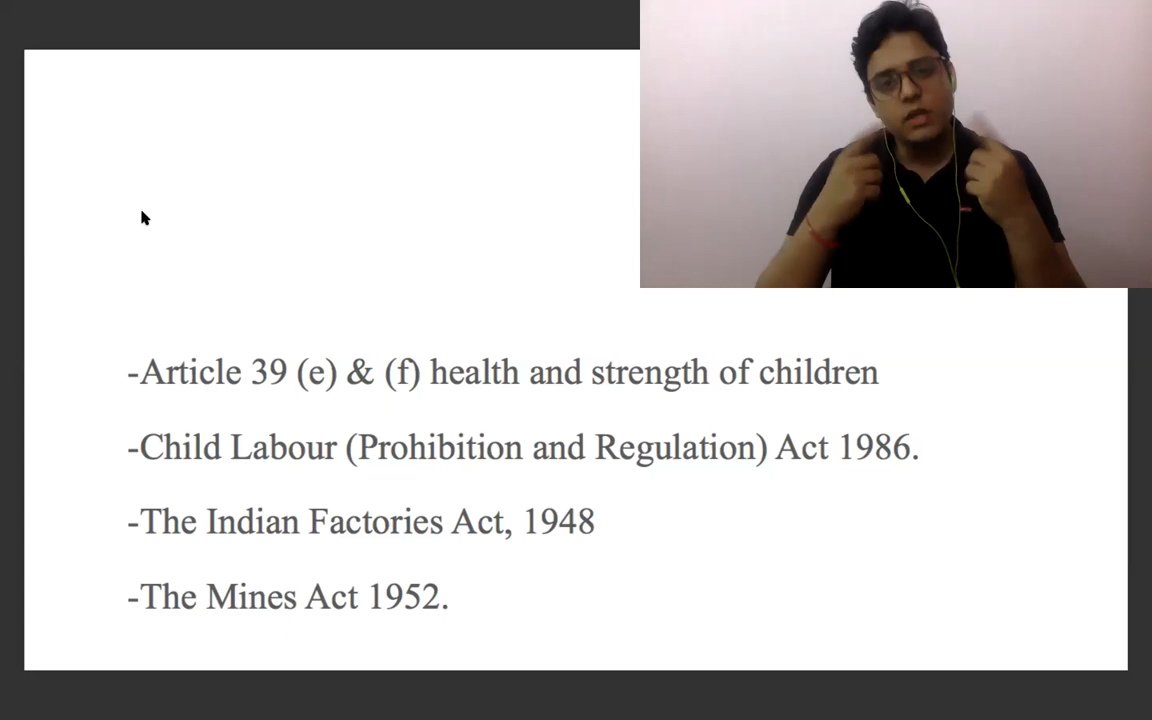 -Article 39 (e) & (f) health and strength of children
-Child Labour (Prohibition and Regulation) Act 1986.
-The Indian Factories Act, 1948
-The Mines Act 1952.